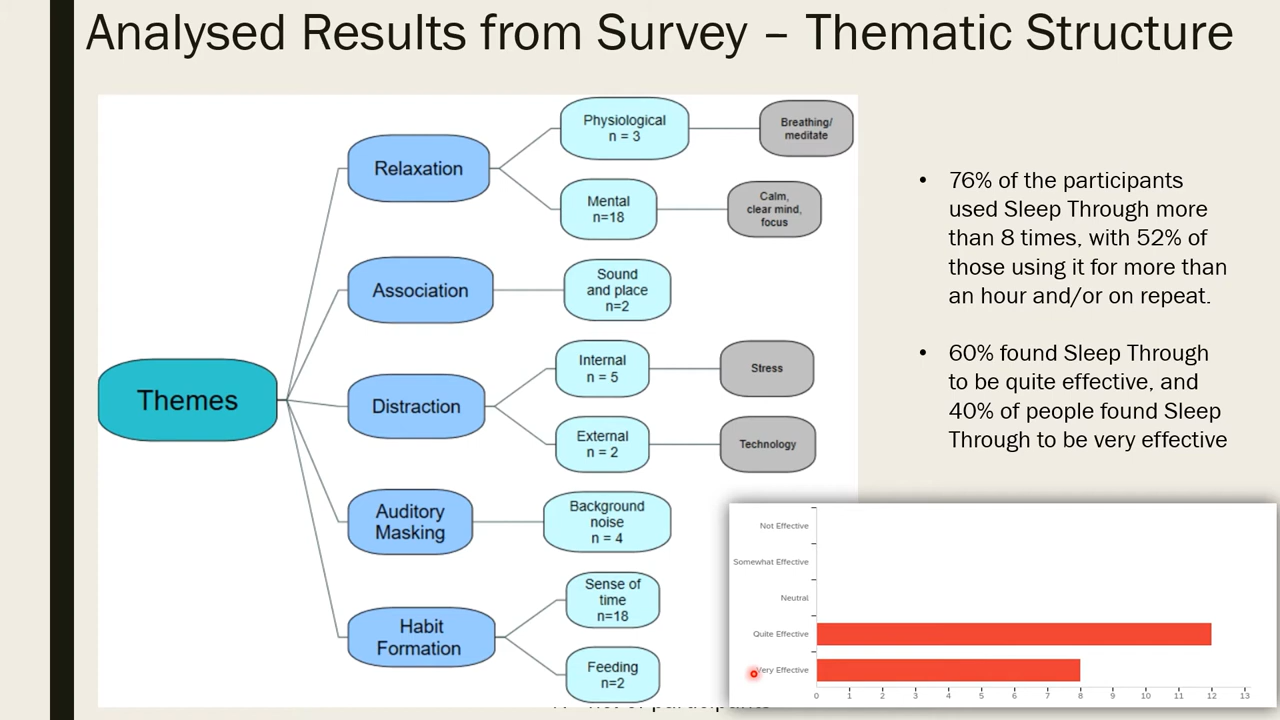 Analysed Results from Survey – Thematic Structure
Themes
Relaxation
Physiological
n = 3
Breathing/
meditate
Mental
n=18
Calm,
clear mind,
focus
Association
Sound
and place
n=2
Distraction
Internal
n = 5
Stress
External
n = 2
Technology
Auditory
Masking
Background
noise
n = 4
Habit
Formation
Sense of
time
n=18
Feeding
n=2
• 76% of the participants
used Sleep Through more
than 8 times, with 52% of
those using it for more than
an hour and/or on repeat.
• 60% found Sleep Through
to be quite effective, and
40% of people found Sleep
Through to be very effective
Not Effective
Somewhat Effective
Neutral
Quite Effective
Very Effective
0 1 2 3 4 5 6 7 8 9 10 11 12 13
participants